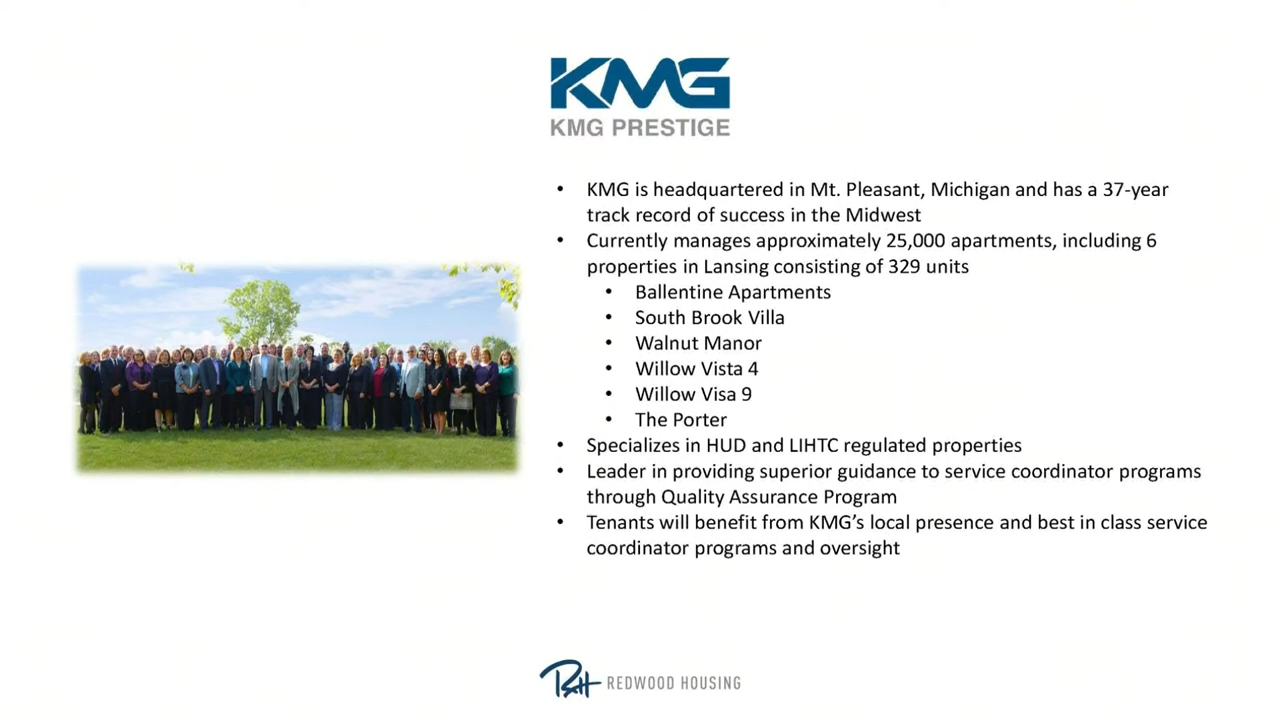 KMG
KMG PRESTIGE
• KMG is headquartered in Mt. Pleasant, Michigan and has a 37-year
track record of success in the Midwest
• Currently manages approximately 25,000 apartments, including 6
properties in Lansing consisting of 329 units
• Ballentine Apartments
• South Brook Villa
• Walnut Manor
• Willow Vista 4
• Willow Visa 9
• The Porter
• Specializes in HUD and LIHTC regulated properties
• Leader in providing superior guidance to service coordinator programs
through Quality Assurance Program
• Tenants will benefit from KMG’s local presence and best in class service
coordinator programs and oversight
RH REDWOOD HOUSING